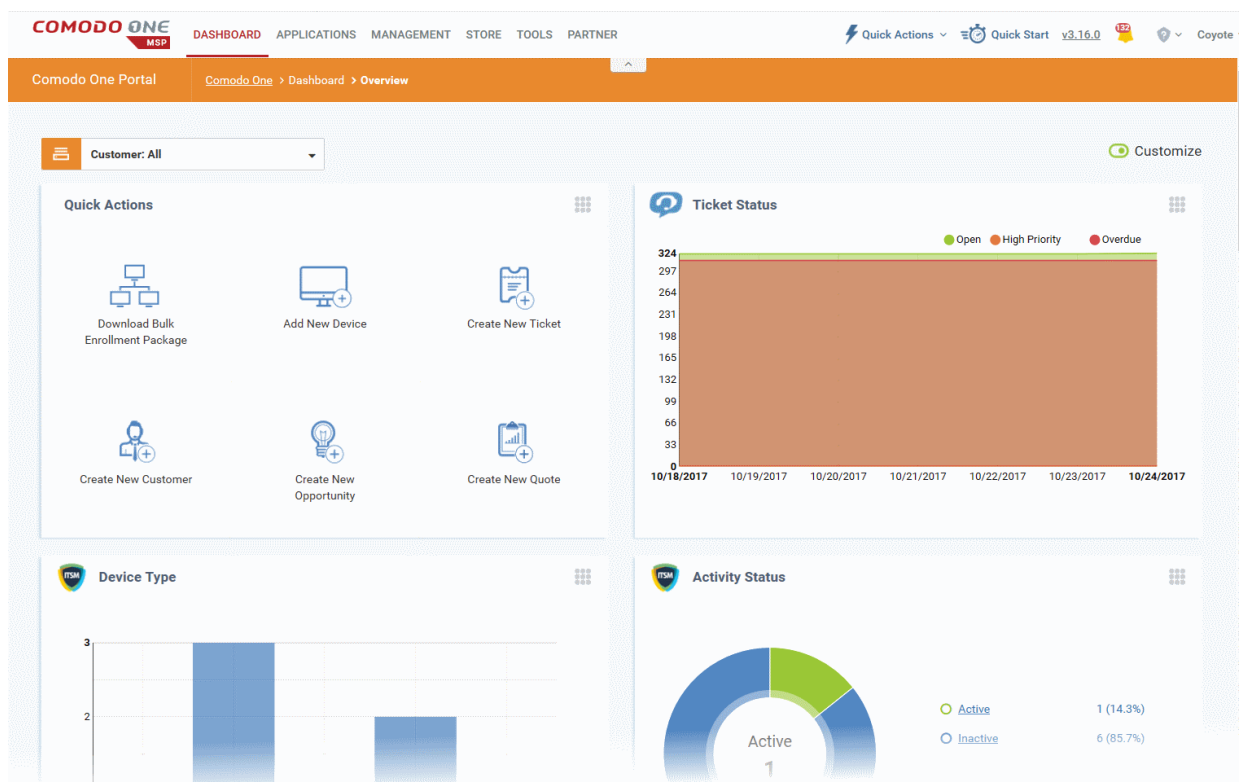 COMODO ONE
MSP
DASHBOARD APPLICATIONS MANAGEMENT STORE TOOLS PARTNER
Quick Actions Quick Start v3.16.0 132 ? Coyote
Comodo One Portal Comodo One > Dashboard > Overview
Customer: All
Customize
Quick Actions
Download Bulk
Enrollment Package
Add New Device
Create New Ticket
Create New Customer
Create New
Opportunity
Create New Quote
Ticket Status
Open High Priority Overdue
324
297
264
231
198
165
132
99
66
33
0
10/18/2017 10/19/2017 10/20/2017 10/21/2017 10/22/2017 10/23/2017 10/24/2017
ITSM Device Type
3
2
ITSM Activity Status
Active
1
Active 1 (14.3%)
Inactive 6 (85.7%)